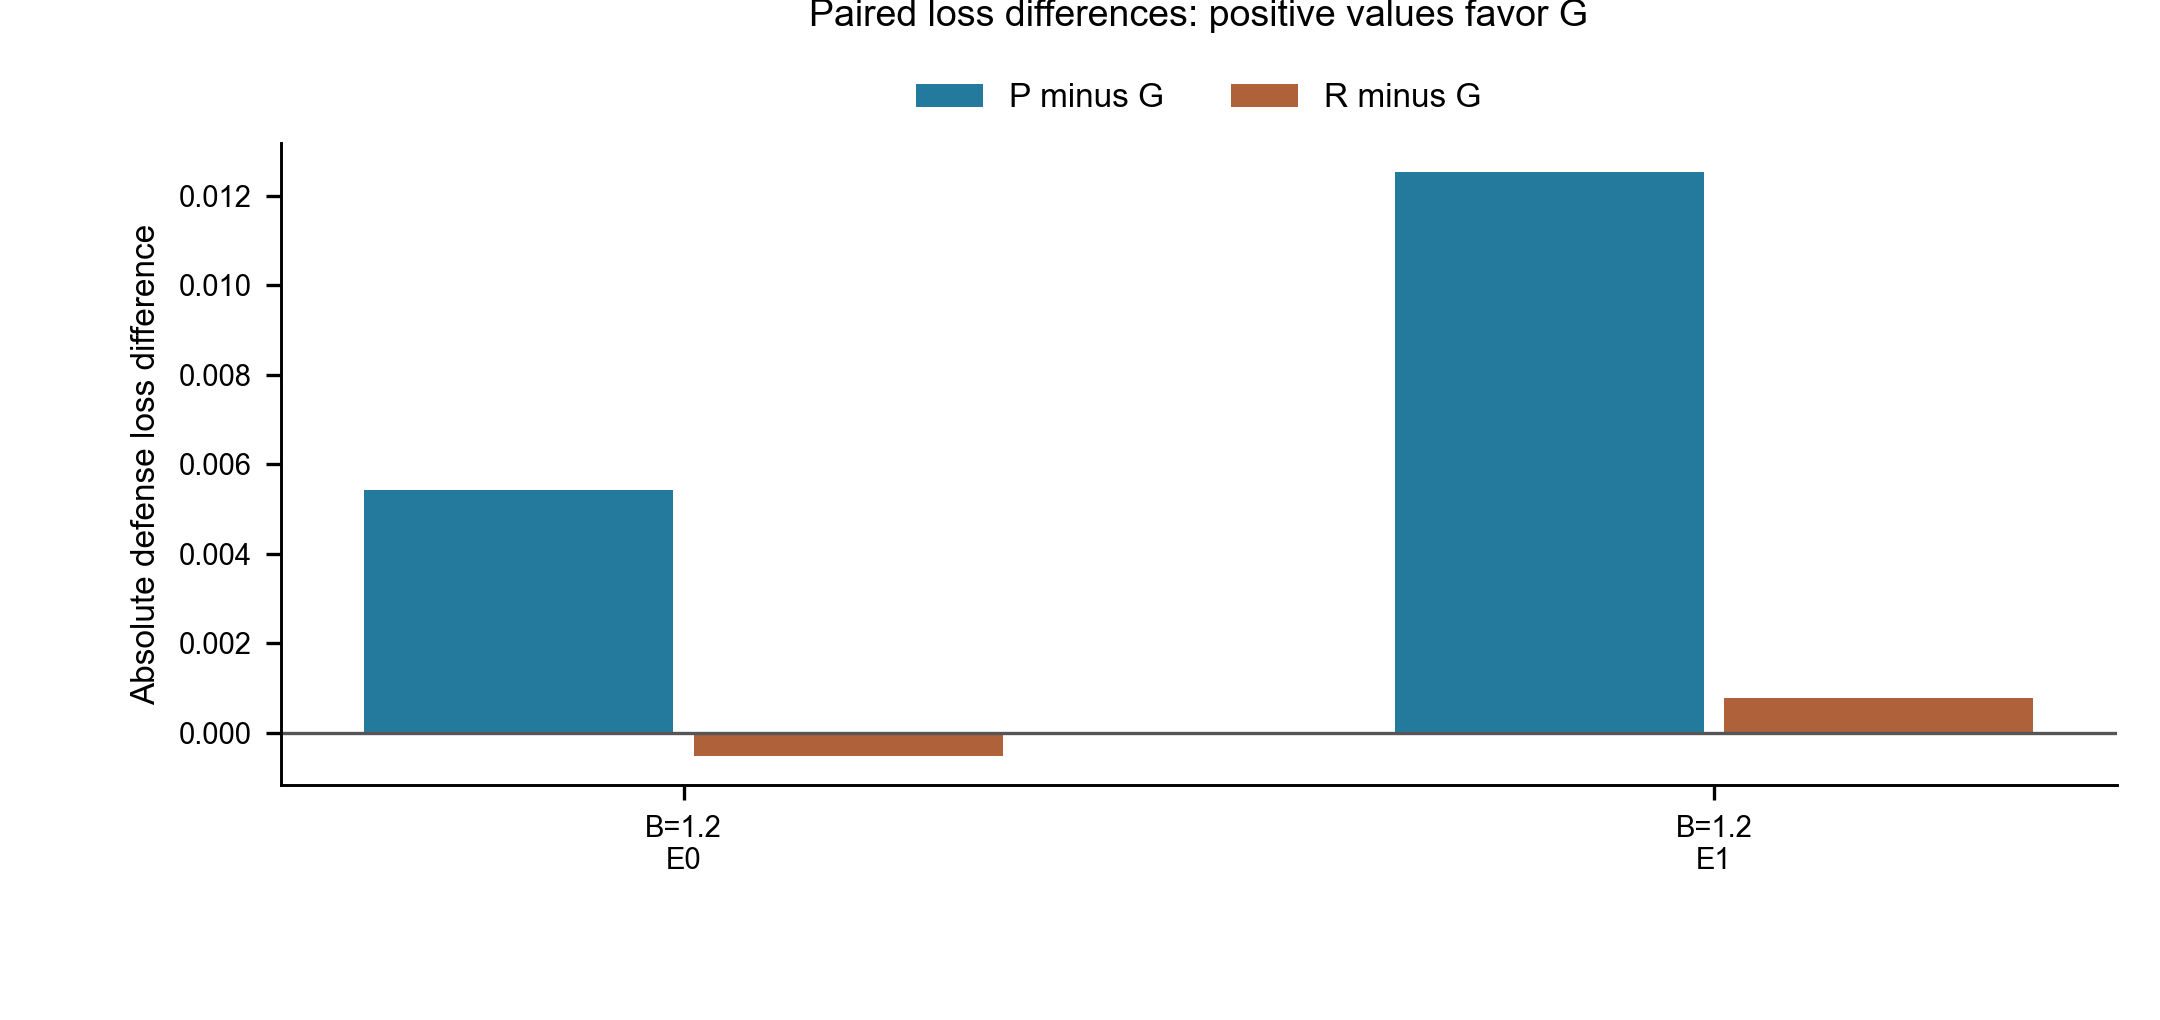 Paired loss differences: positive values favor G
P minus G
R minus G
Absolute defense loss difference
0.012
0.010
0.008
0.006
0.004
0.002
0.000
B=1.2
E0
B=1.2
E1